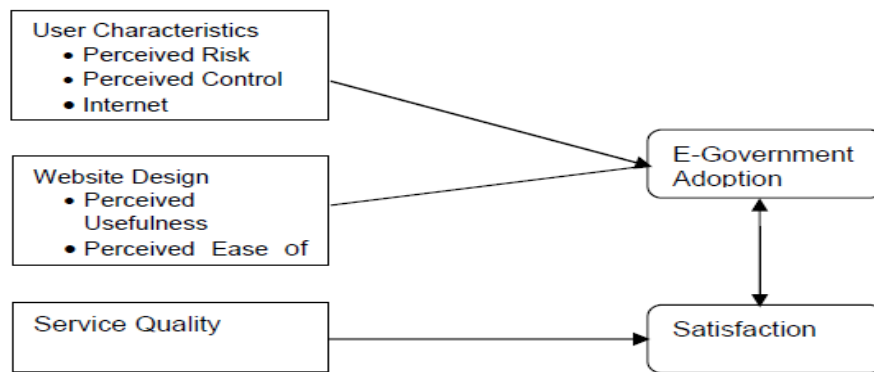 User Characteristics
• Perceived Risk
• Perceived Control
• Internet
Website Design
• Perceived
Usefulness
• Perceived Ease of
Service Quality
E-Government
Adoption
Satisfaction